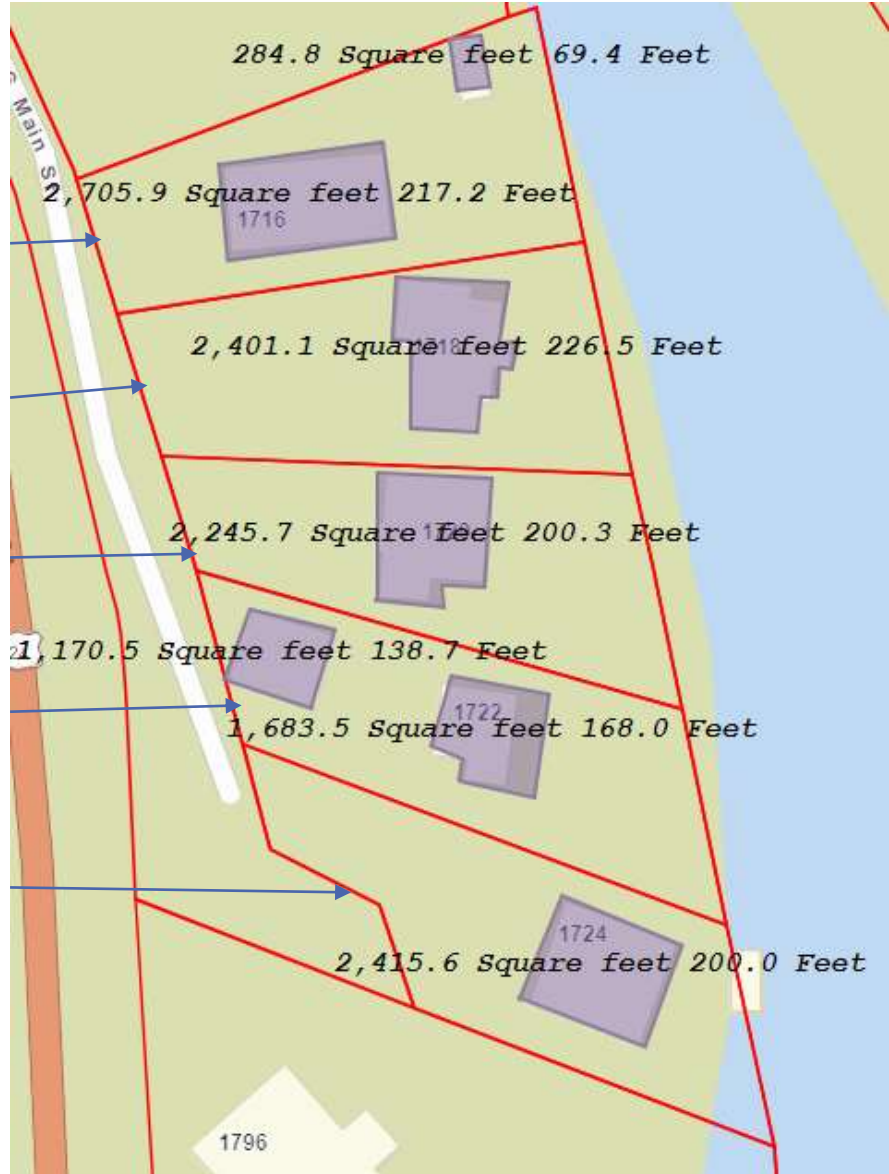 284.8 Square feet 69.4 Feet
Main S
2,705.9 Square feet 217.2 Feet
1716
2,401.1 Square feet 226.5 Feet
1718
2,245.7 Square feet 200.3 Feet
1,170.5 Square feet 138.7 Feet
1722
1,683.5 Square feet 168.0 Feet
1724
2,415.6 Square feet 200.0 Feet
1796